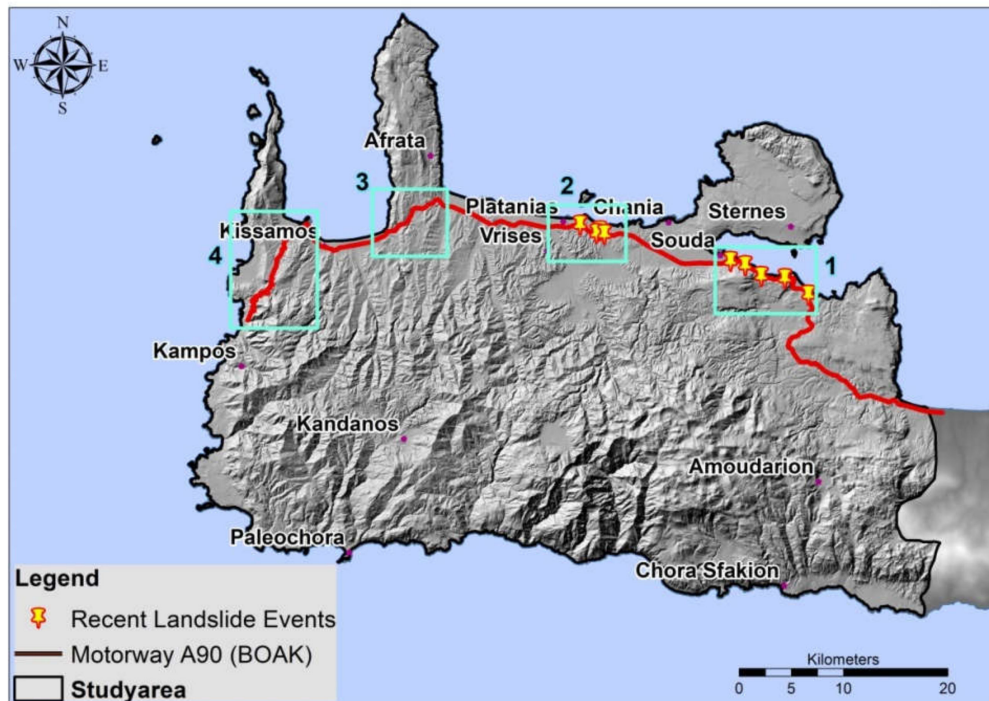 N
W E
S
Afrata
3
2
Platanias Chania
Sternes
Kissamos
Vrises
Souda
4
1
Kampos
Kandanos
Amoudarion
Paleochora
Chora Sfakion
Legend
Recent Landslide Events
Motorway A90 (BOAK)
Studyarea
Kilometers
0 5 10 20